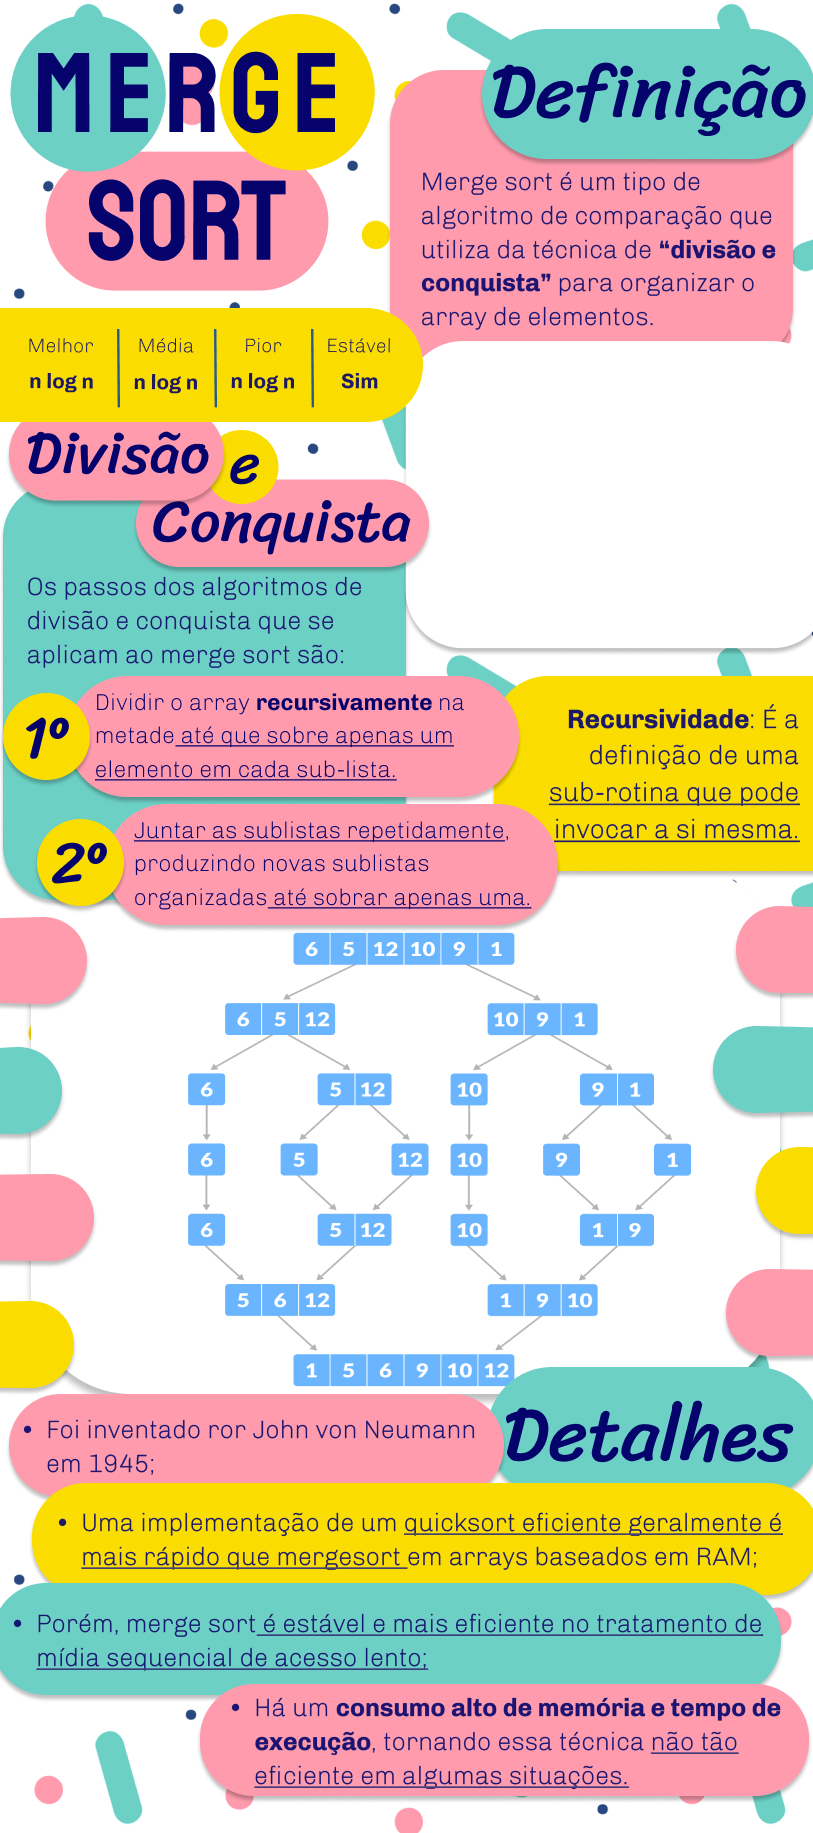 MERGE
SORT
Definição
Merge sort é um tipo de
algoritmo de comparação que
utiliza da técnica de “divisão e
conquista” para organizar o
array de elementos.
Melhor Média Pior Estável
n log n n log n n log n Sim
Divisão e
Conquista
Os passos dos algoritmos de
divisão e conquista que se
aplicam ao merge sort são:
1º
Dividir o array recursivamente na
metade até que sobre apenas um
elemento em cada sub-lista.
2º
Juntar as sublistas repetidamente,
produzindo novas sublistas
organizadas até sobrar apenas uma.
Recursividade: É a
definição de uma
sub-rotina que pode
invocar a si mesma.
6 5 12 10 9 1
6 5 12 10 9 1
6 5 12 10 9 1
6 5 12 10 9 1
6 5 12 10 1 9
5 6 12 1 9 10
1 5 6 9 10 12
Detalhes
• Foi inventado ror John von Neumann
em 1945;
• Uma implementação de um quicksort eficiente geralmente é
mais rápido que mergesort em arrays baseados em RAM;
• Porém, merge sort é estável e mais eficiente no tratamento de
mídia sequencial de acesso lento;
• Há um consumo alto de memória e tempo de
execução, tornando essa técnica não tão
eficiente em algumas situações.